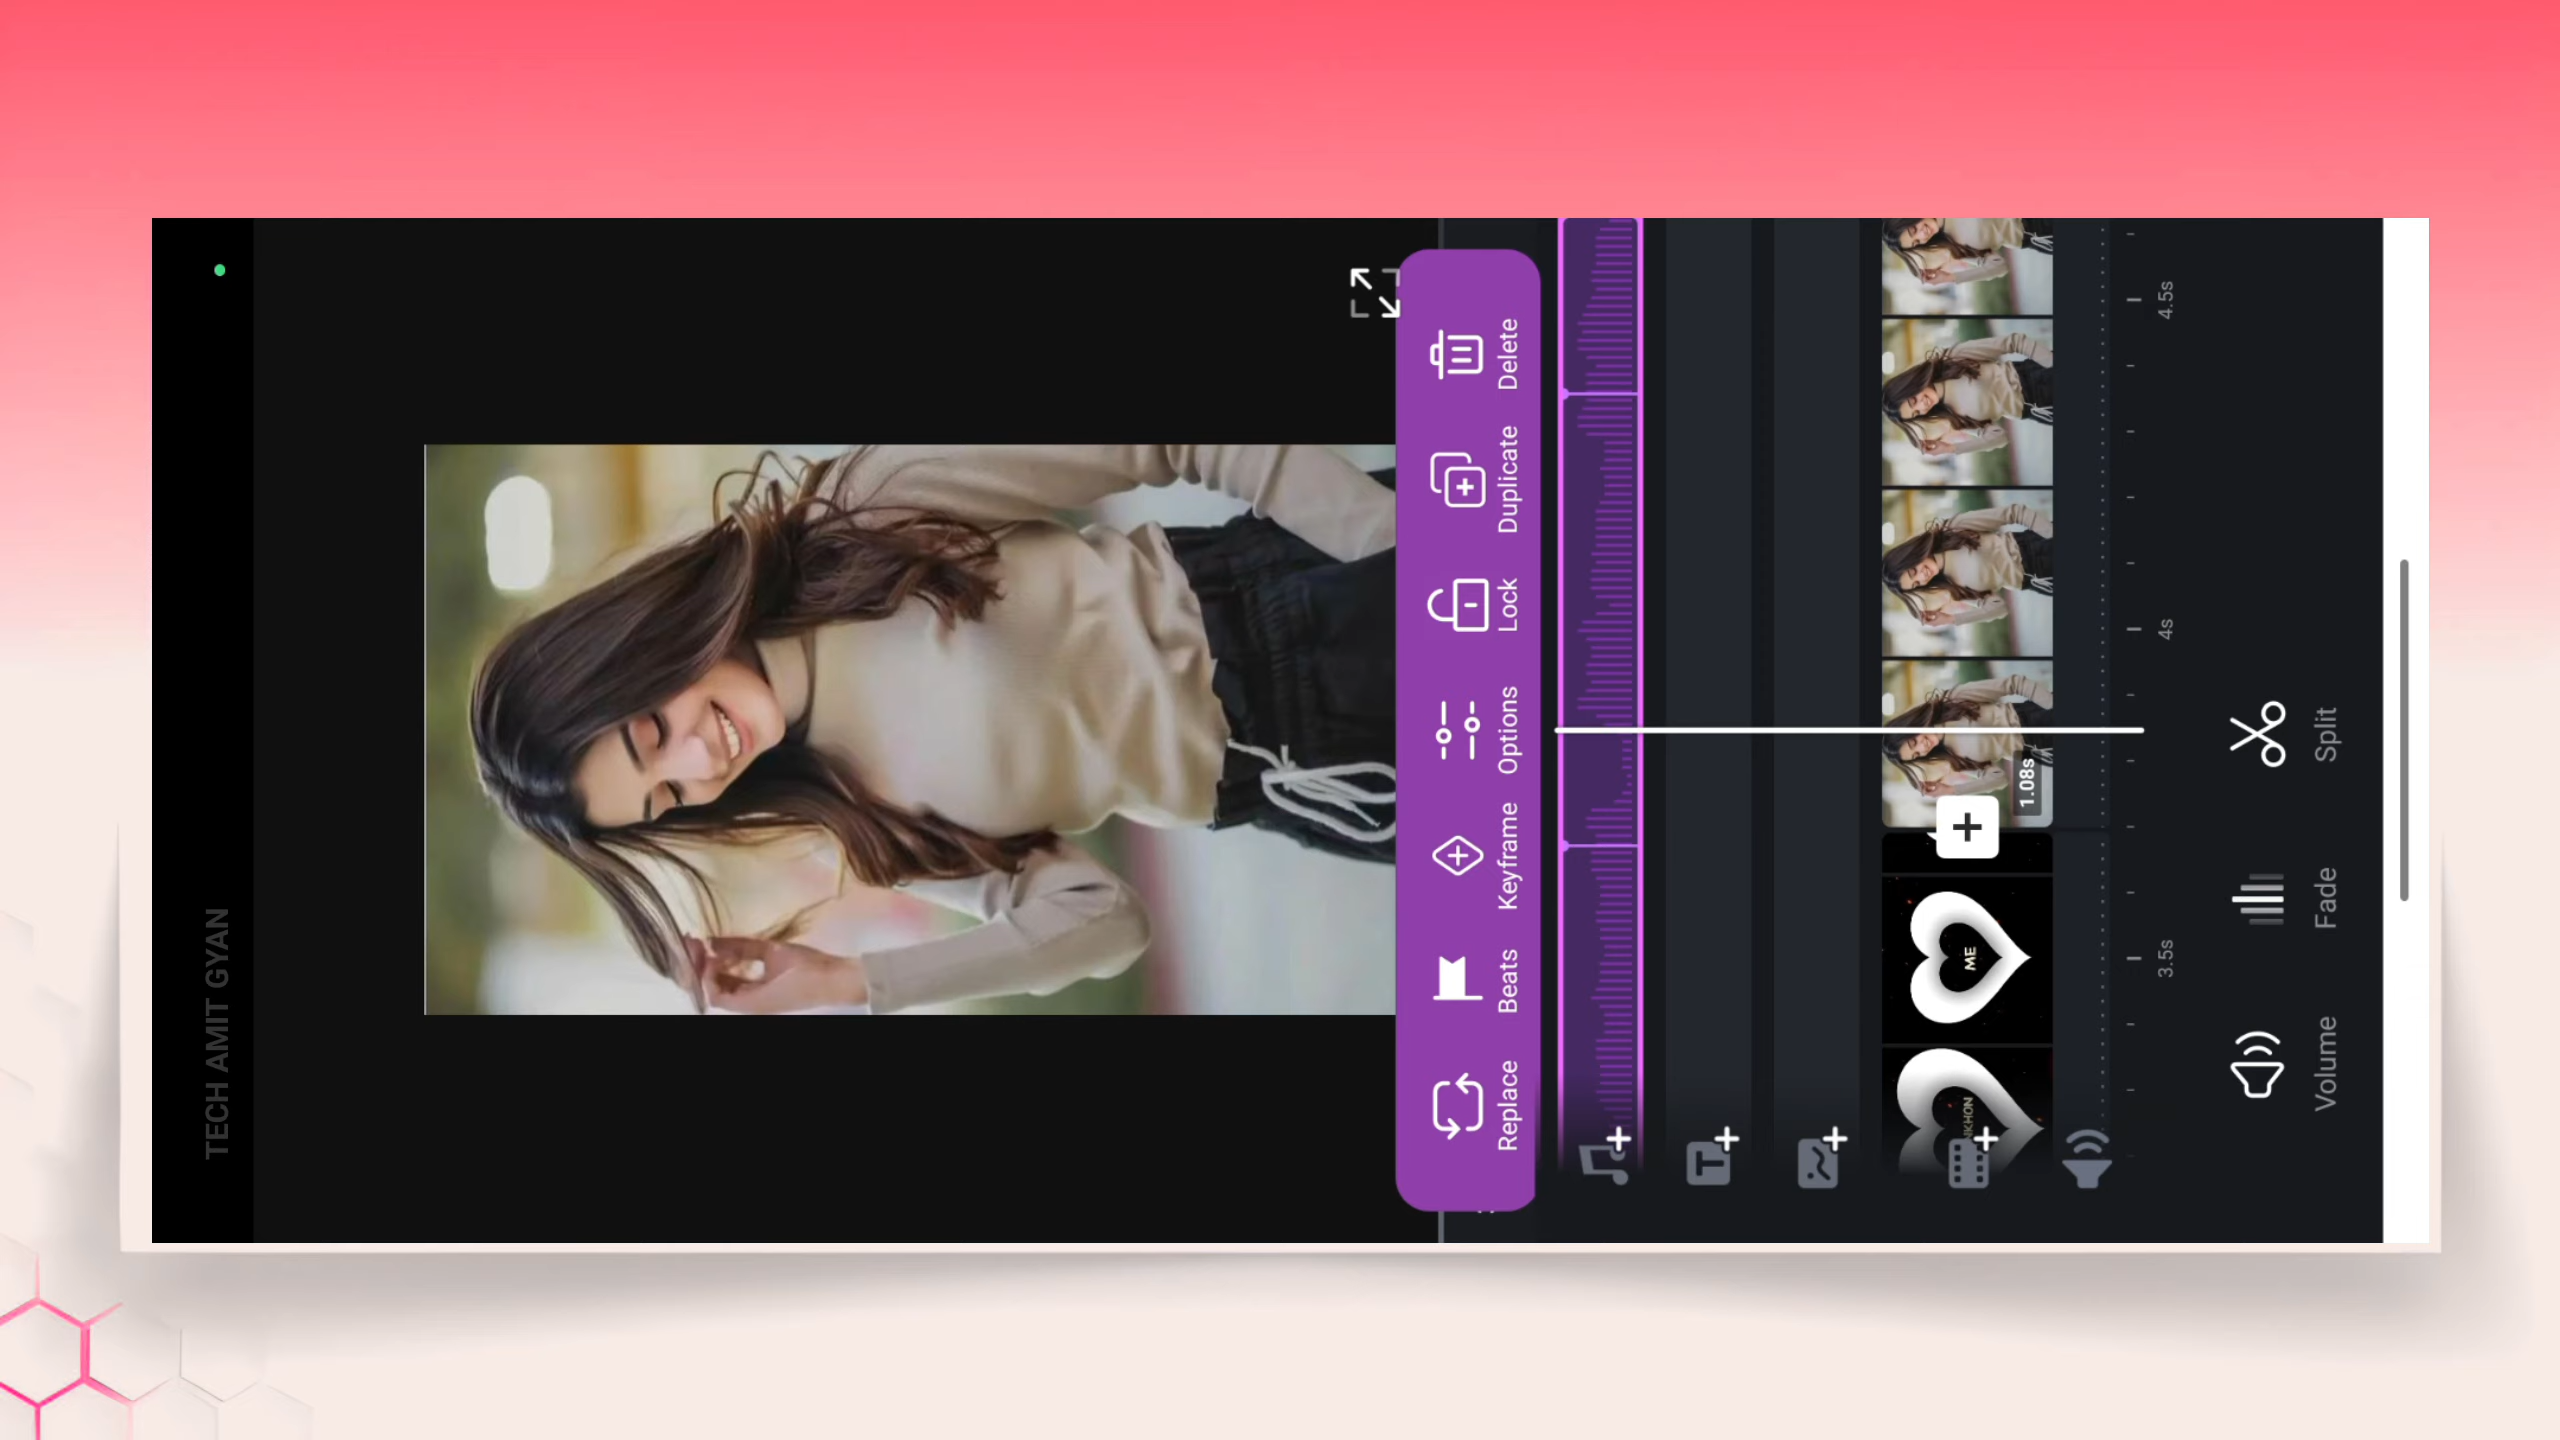 TECH AMIT GYAN
Replace
Beats
Keyframe
Options
Lock
Duplicate
Delete
ME
NKHON
1.08s
3.5s
4s
4.5s
Volume
Fade
Split